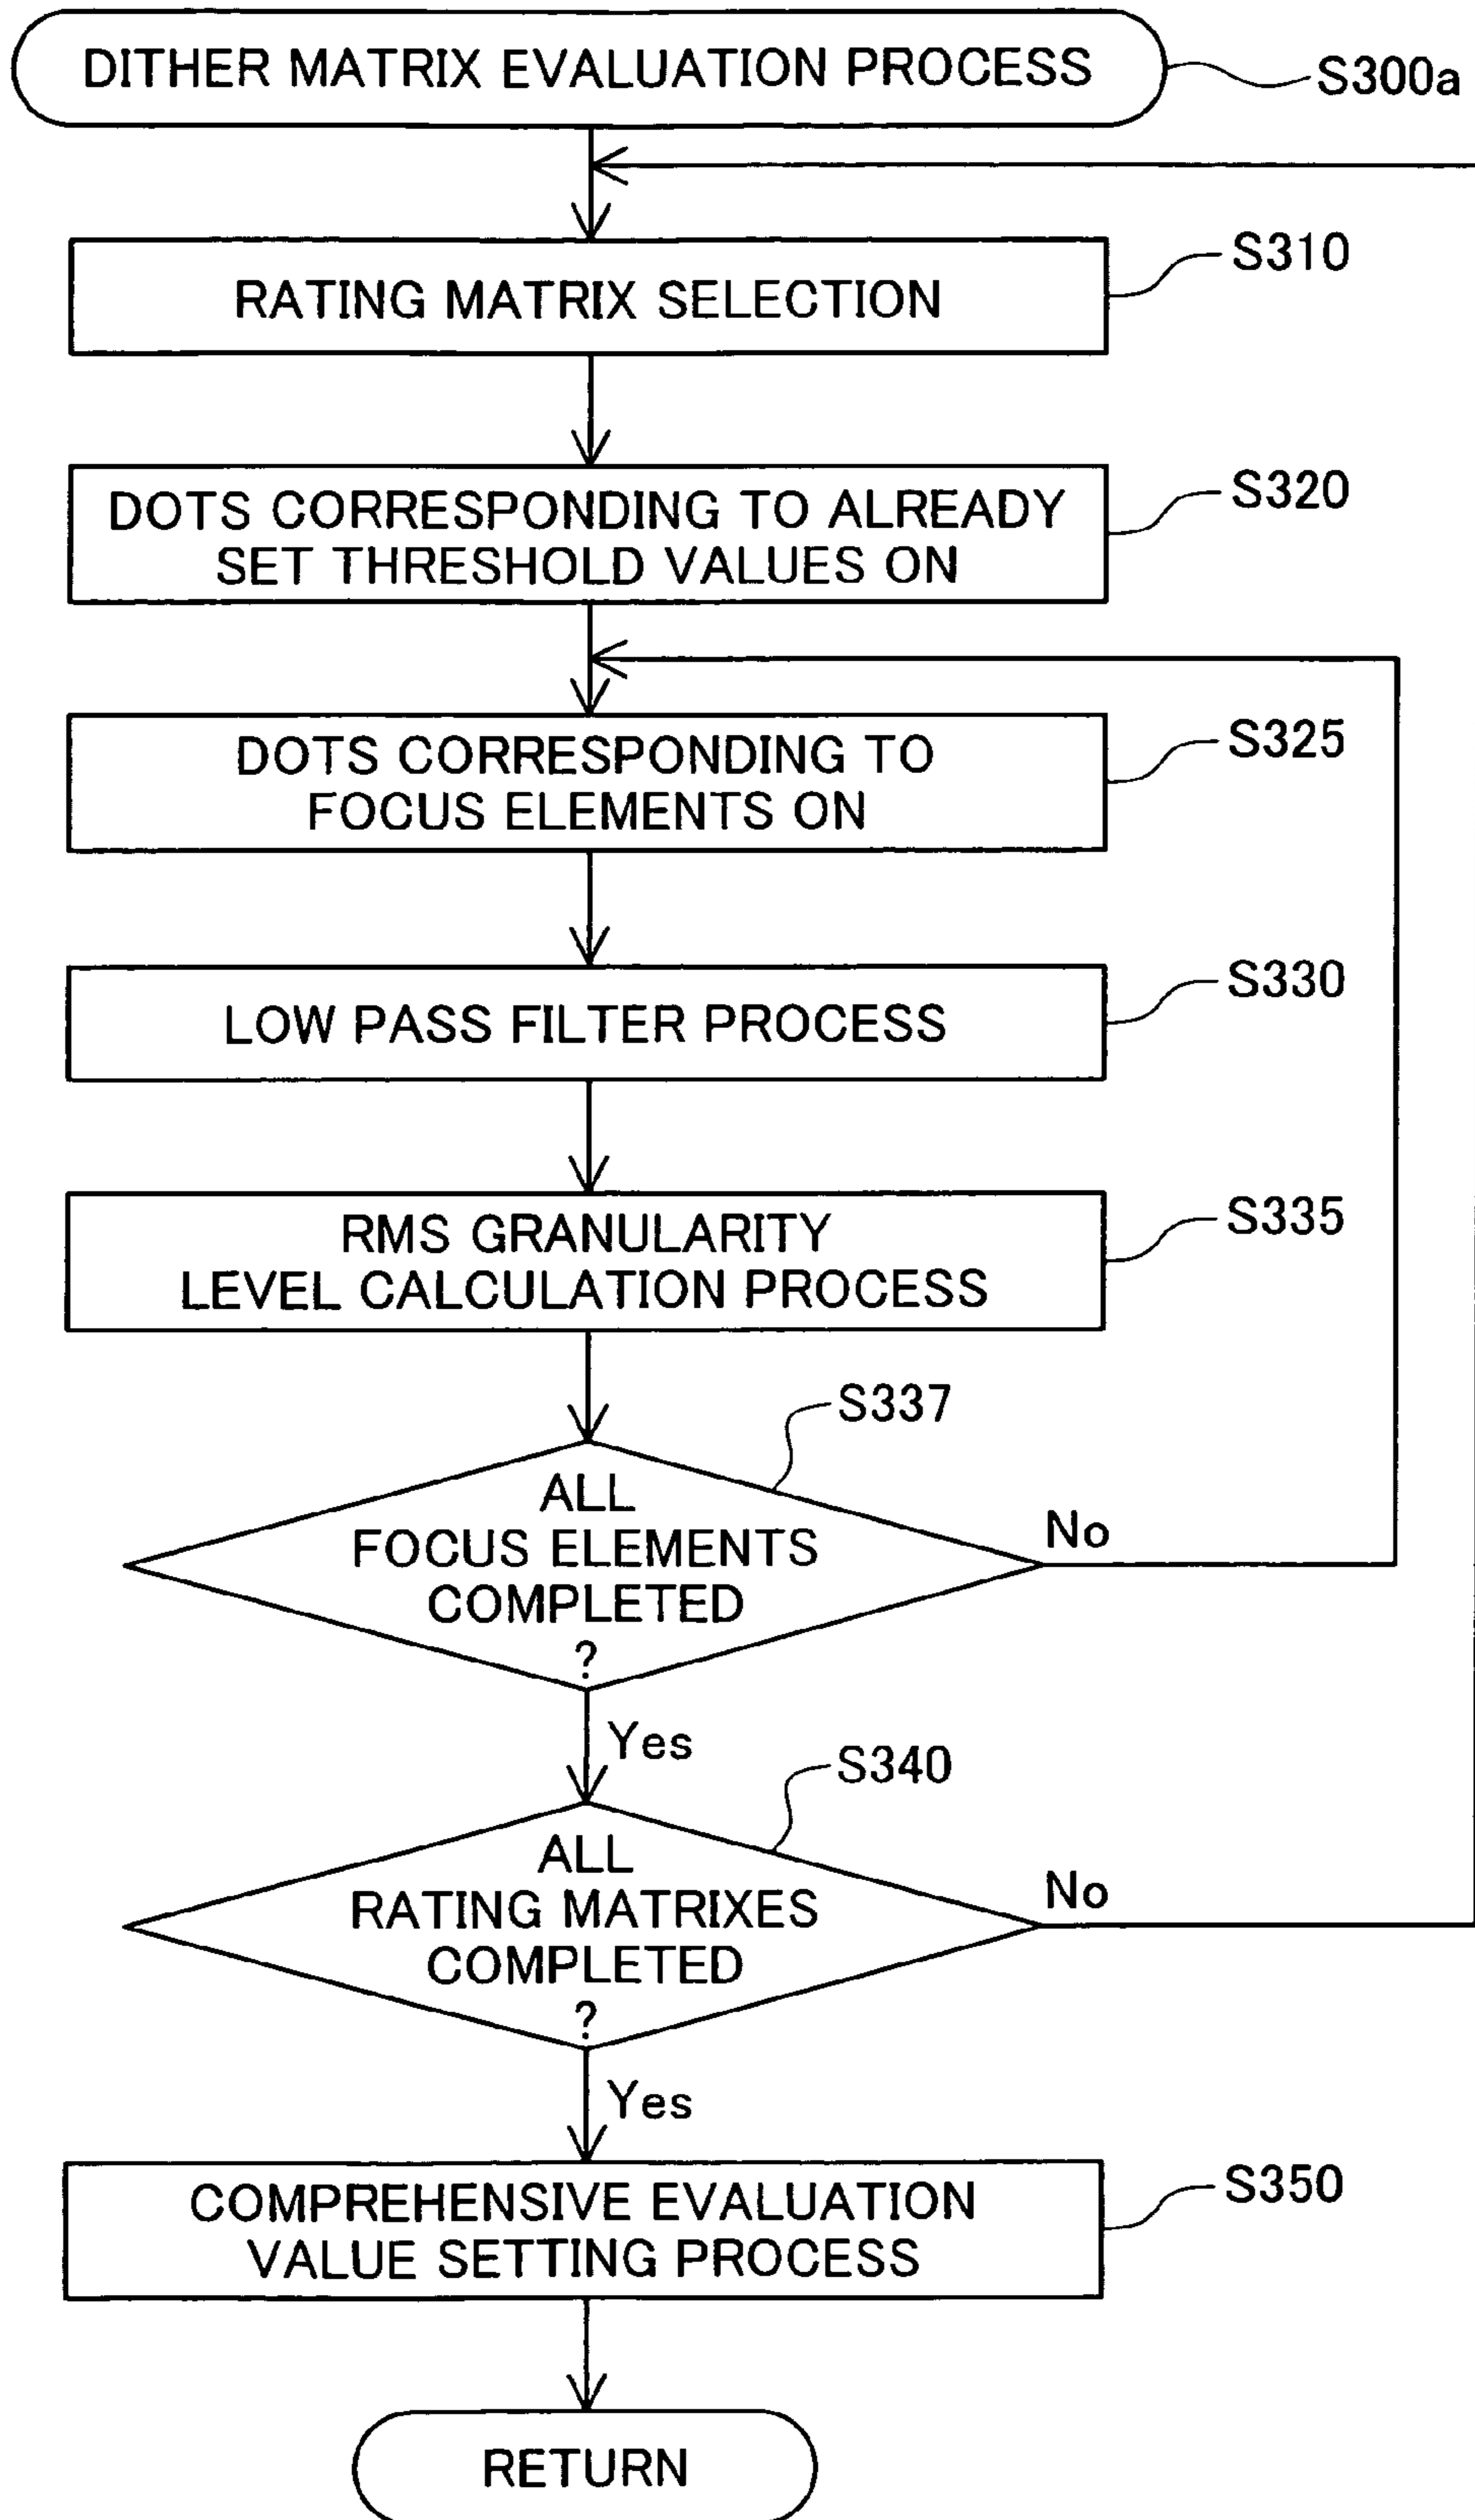 DITHER MATRIX EVALUATION PROCESS
S300a
RATING MATRIX SELECTION
S310
DOTS CORRESPONDING TO ALREADY
SET THRESHOLD VALUES ON
S320
DOTS CORRESPONDING TO
FOCUS ELEMENTS ON
S325
LOW PASS FILTER PROCESS
S330
RMS GRANULARITY
LEVEL CALCULATION PROCESS
S335
S337
ALL
FOCUS ELEMENTS
COMPLETED
?
No
Yes
S340
ALL
RATING MATRIXES
COMPLETED
?
No
Yes
COMPREHENSIVE EVALUATION
VALUE SETTING PROCESS
S350
RETURN